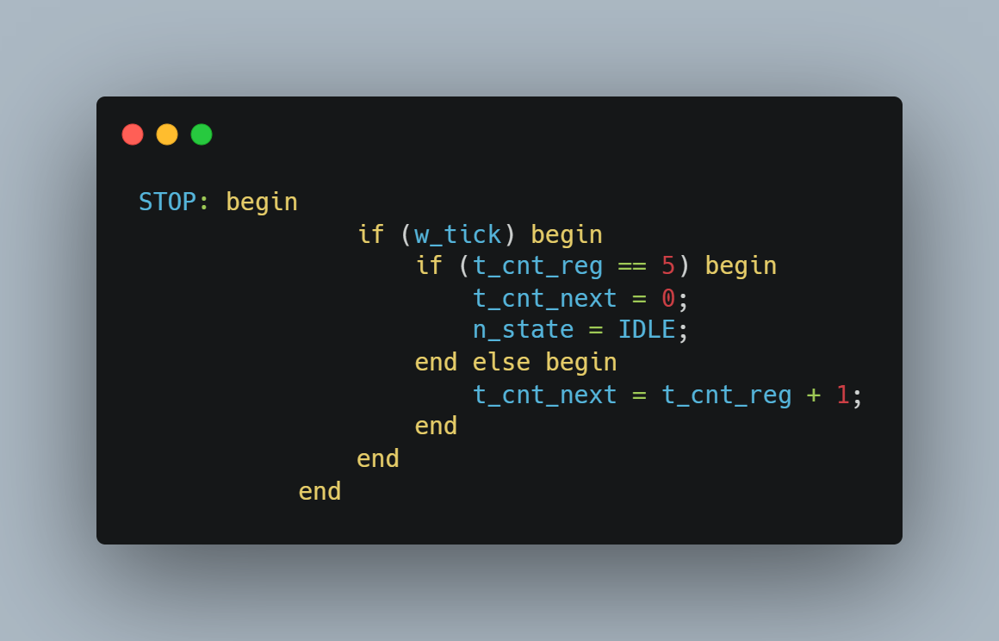 STOP: begin
if (w_tick) begin
if (t_cnt_reg == 5) begin
t_cnt_next = 0;
n_state = IDLE;
end else begin
t_cnt_next = t_cnt_reg + 1;
end
end
end